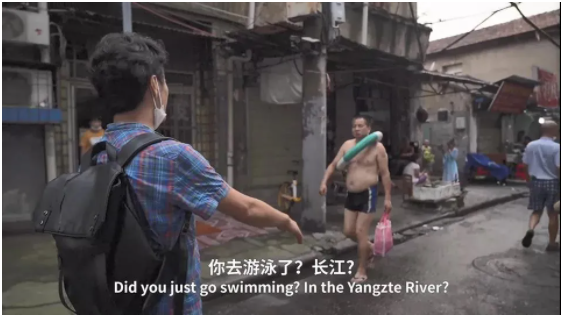 你去游泳了？长江？
Did you just go swimming? In the Yangzte River?